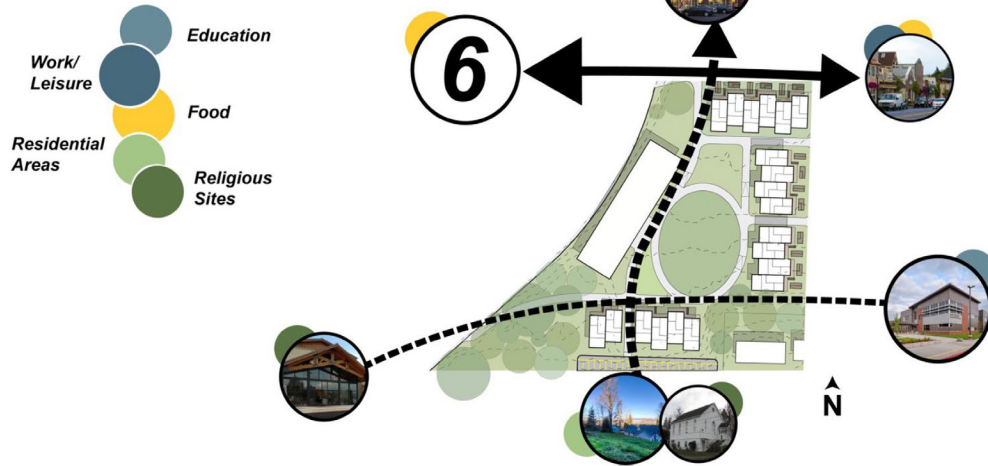 Education
Work/
Leisure
Food
Residential
Areas
Religious
Sites
6
N